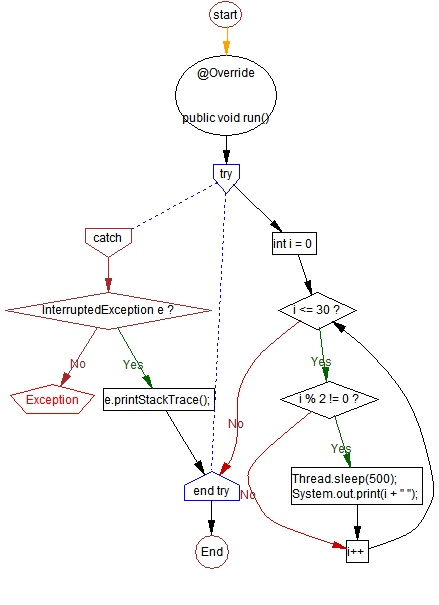 start
@Override
public void run()
try
catch
int i = 0
InterruptedException e ?
i <= 30 ?
No
Yes
Yes
Exception
e.printStackTrace();
i % 2 != 0 ?
No
Yes
end try
No
Thread.sleep(500);
System.out.print(i + " ");
End
i++